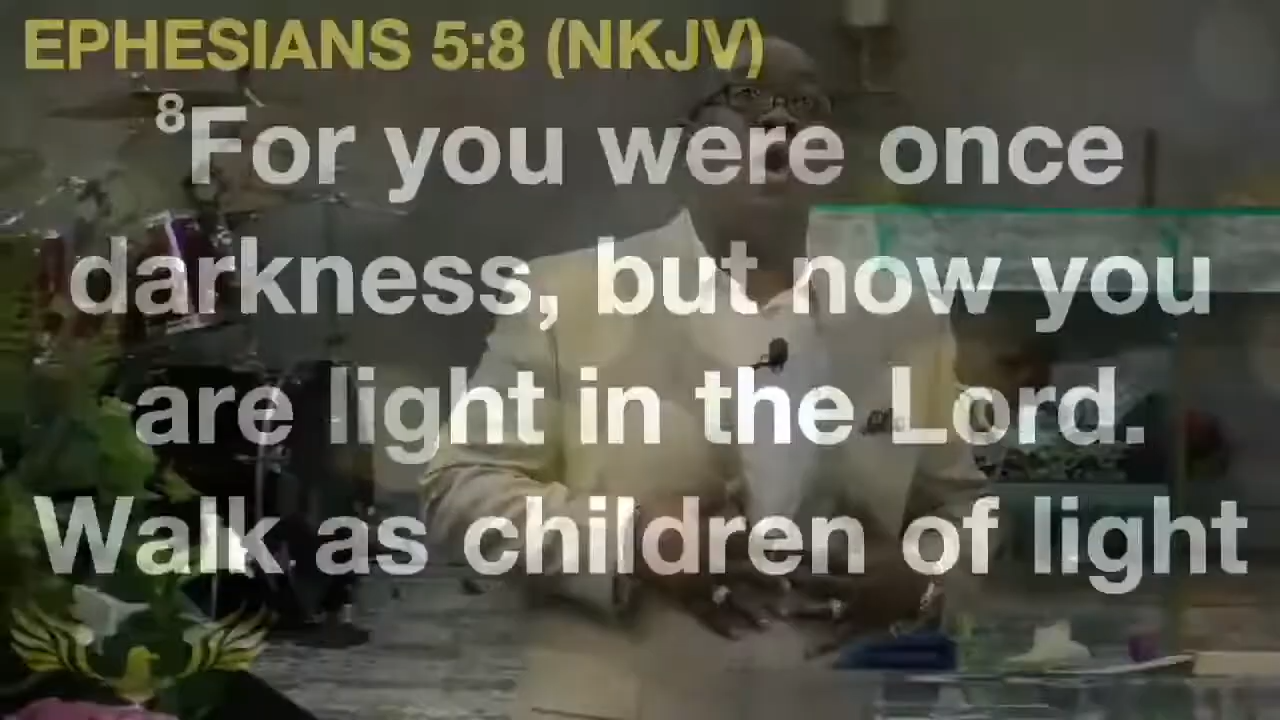 EPHESIANS 5:8 (NKJV)
⁸For you were once
darkness, but now you
are light in the Lord.
Walk as children of light